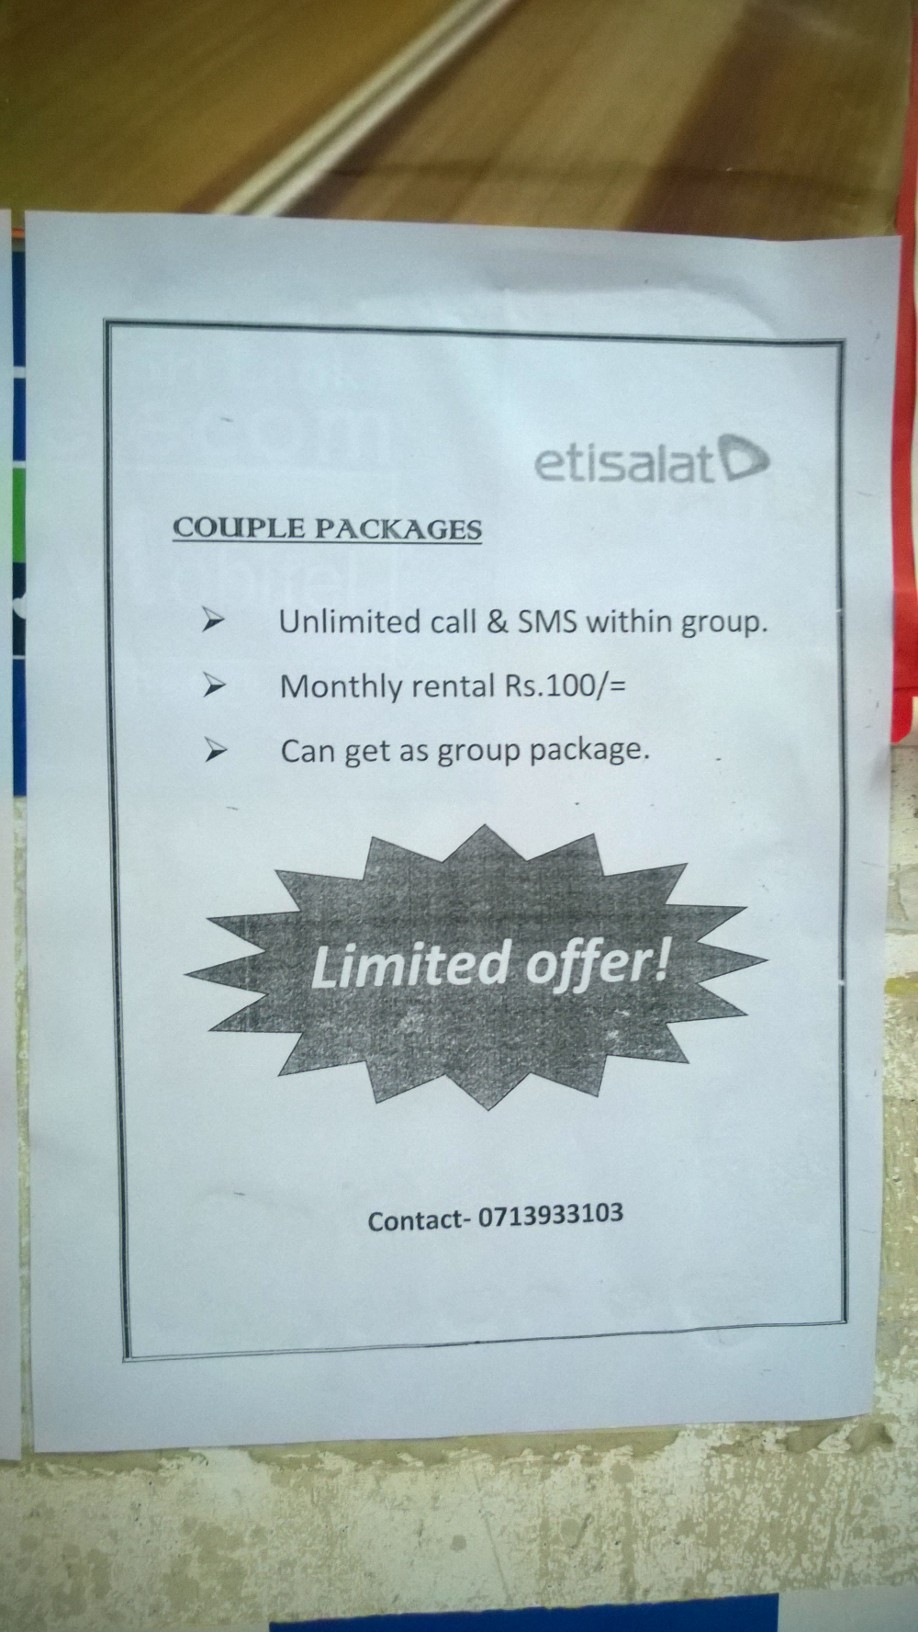 etisalat
COUPLE PACKAGES
➢ Unlimited call & SMS within group.
➢ Monthly rental Rs.100/=
➢ Can get as group package.
Limited offer!
Contact- 0713933103